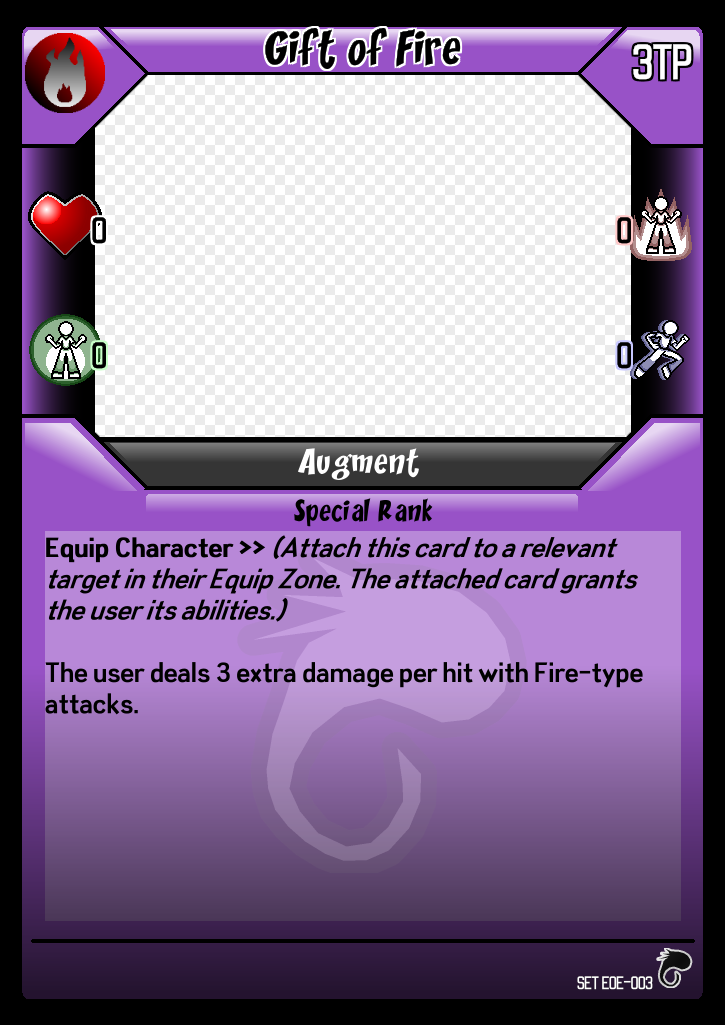 Gift of Fire
3TP
0
0
0
0
Augment
Special Rank
Equip Character >> (Attach this card to a relevant
target in their Equip Zone. The attached card grants
the user its abilities.)
The user deals 3 extra damage per hit with Fire-type
attacks.
SET EOE-003